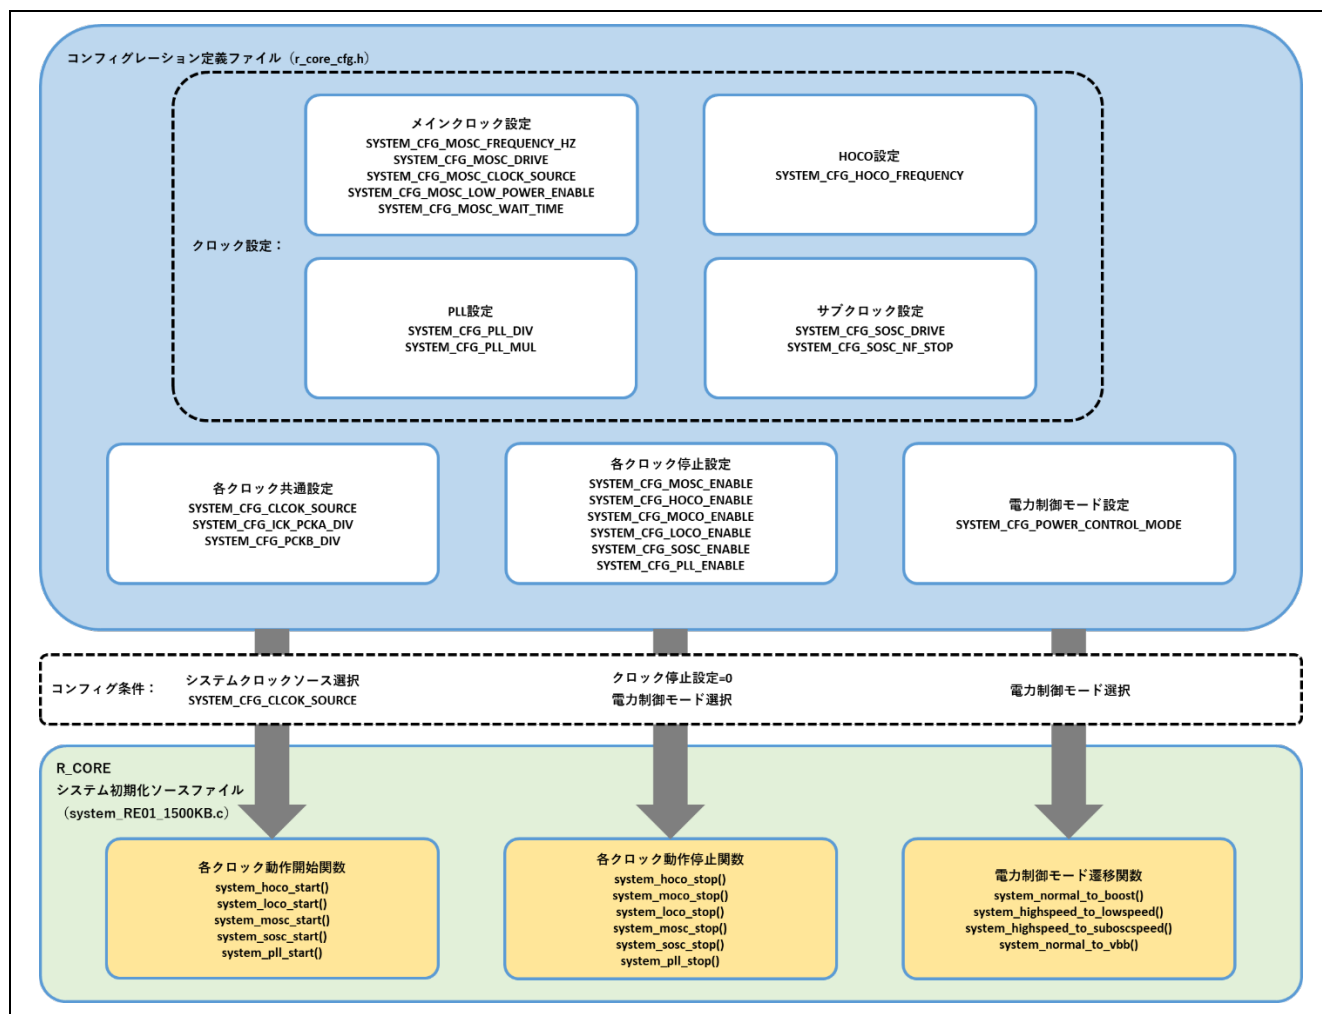 コンフィグレーション定義ファイル（r_core_cfg.h）
メインクロック設定
SYSTEM_CFG_MOSC_FREQUENCY_HZ
SYSTEM_CFG_MOSC_DRIVE
SYSTEM_CFG_MOSC_CLOCK_SOURCE
SYSTEM_CFG_MOSC_LOW_POWER_ENABLE
SYSTEM_CFG_MOSC_WAIT_TIME
HOCO設定
SYSTEM_CFG_HOCO_FREQUENCY
クロック設定：
PLL設定
SYSTEM_CFG_PLL_DIV
SYSTEM_CFG_PLL_MUL
サブクロック設定
SYSTEM_CFG_SOSC_DRIVE
SYSTEM_CFG_SOSC_NF_STOP
各クロック共通設定
SYSTEM_CFG_CLCOK_SOURCE
SYSTEM_CFG_ICK_PCKA_DIV
SYSTEM_CFG_PCKB_DIV
各クロック停止設定
SYSTEM_CFG_MOSC_ENABLE
SYSTEM_CFG_HOCO_ENABLE
SYSTEM_CFG_MOCO_ENABLE
SYSTEM_CFG_LOCO_ENABLE
SYSTEM_CFG_SOSC_ENABLE
SYSTEM_CFG_PLL_ENABLE
電力制御モード設定
SYSTEM_CFG_POWER_CONTROL_MODE
コンフィグ条件：
システムクロックソース選択
SYSTEM_CFG_CLCOK_SOURCE
クロック停止設定=0
電力制御モード選択
電力制御モード選択
R_CORE
システム初期化ソースファイル
（system_RE01_1500KB.c）
各クロック動作開始関数
system_hoco_start()
system_loco_start()
system_mosc_start()
system_sosc_start()
system_pll_start()
各クロック動作停止関数
system_hoco_stop()
system_moco_stop()
system_loco_stop()
system_mosc_stop()
system_sosc_stop()
system_pll_stop()
電力制御モード遷移関数
system_normal_to_boost()
system_highspeed_to_lowspeed()
system_highspeed_to_suboscspeed()
system_normal_to_vbb()